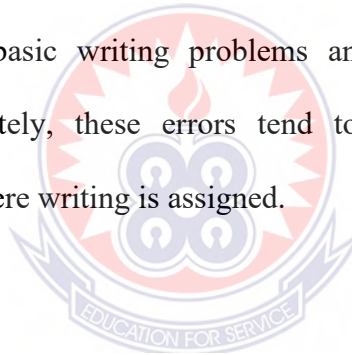 basic writing problems an
tely, these errors tend to
ere writing is assigned.
EDUCATION FOR SERVICE